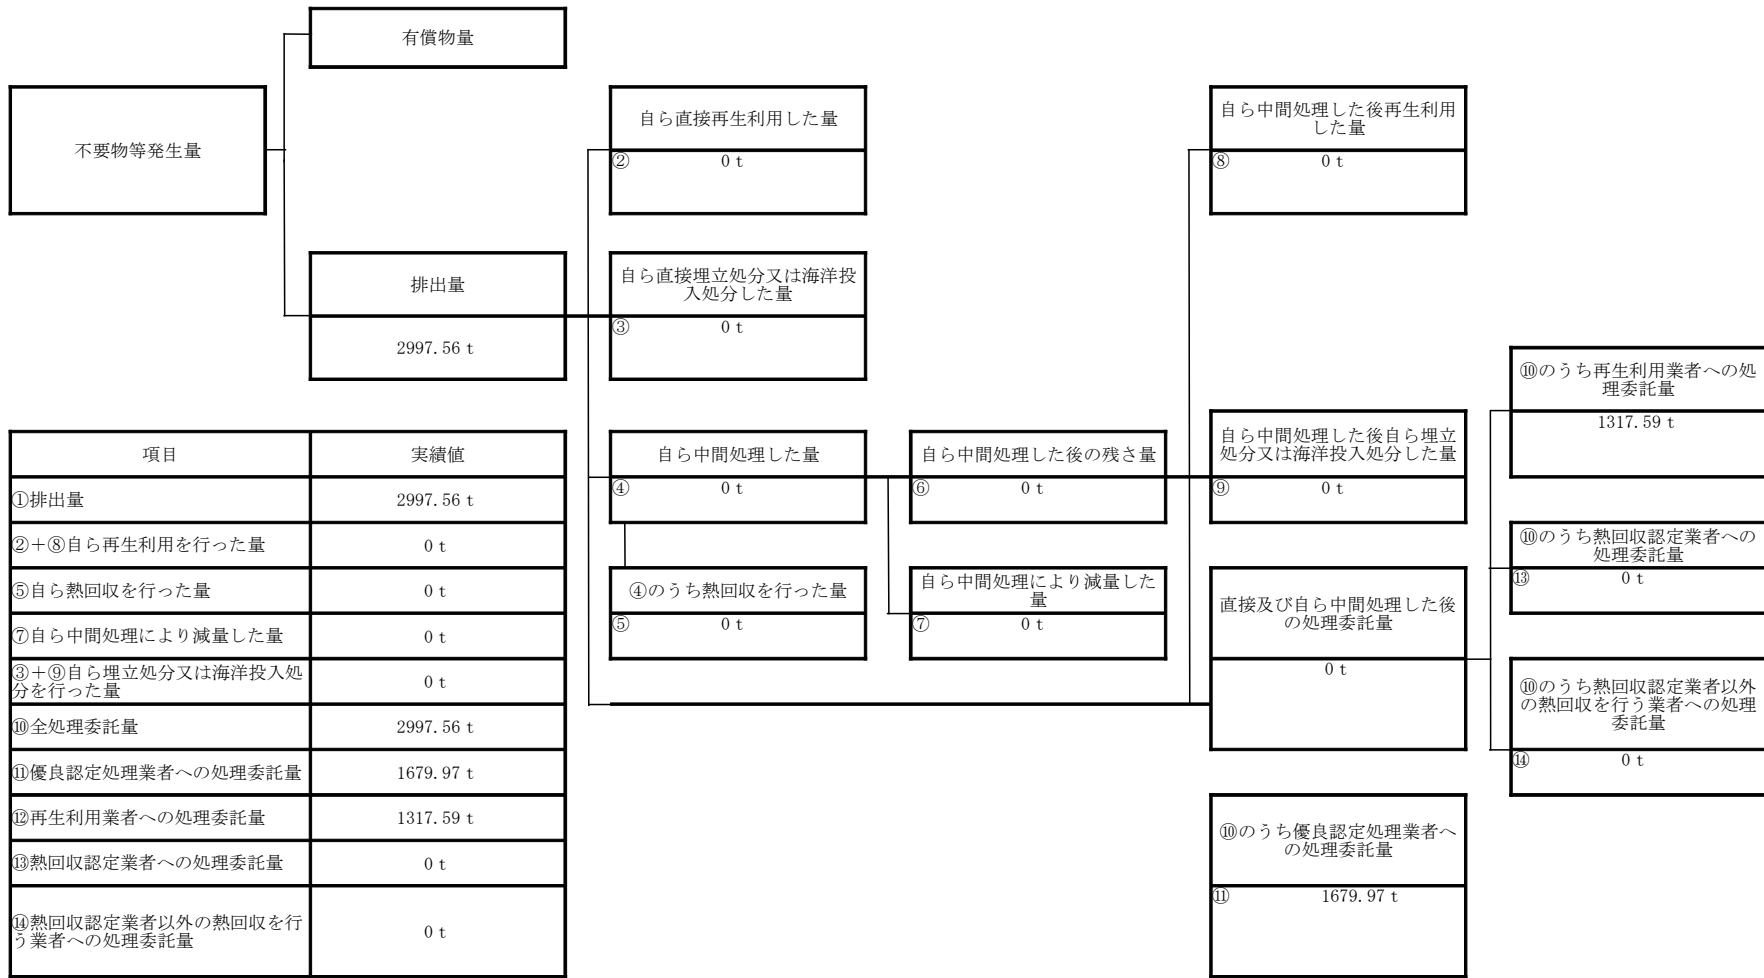 有償物量
不要物等発生量
排出量
2997.56 t
自ら直接再生利用した量
② 0 t
自ら直接埋立処分又は海洋投
入処分した量
③ 0 t
自ら中間処理した量
④ 0 t
④のうち熱回収を行った量
⑤ 0 t
自ら中間処理した後の残さ量
⑥ 0 t
自ら中間処理により減量した
量
⑦ 0 t
自ら中間処理した後再生利用
した量
⑧ 0 t
自ら中間処理した後自ら埋立
処分又は海洋投入処分した量
⑨ 0 t
直接及び自ら中間処理した後
の処理委託量
0 t
⑩のうち優良認定処理業者へ
の処理委託量
⑪ 1679.97 t
⑩のうち再生利用業者への処
理委託量
1317.59 t
⑩のうち熱回収認定業者への
処理委託量
⑬ 0 t
⑩のうち熱回収認定業者以外
の熱回収を行う業者への処理
委託量
⑭ 0 t
項目 実績値
①排出量 2997.56 t
②＋⑧自ら再生利用を行った量 0 t
⑤自ら熱回収を行った量 0 t
⑦自ら中間処理により減量した量 0 t
③＋⑨自ら埋立処分又は海洋投入処
分を行った量 0 t
⑩全処理委託量 2997.56 t
⑪優良認定処理業者への処理委託量 1679.97 t
⑫再生利用業者への処理委託量 1317.59 t
⑬熱回収認定業者への処理委託量 0 t
⑭熱回収認定業者以外の熱回収を行
う業者への処理委託量 0 t